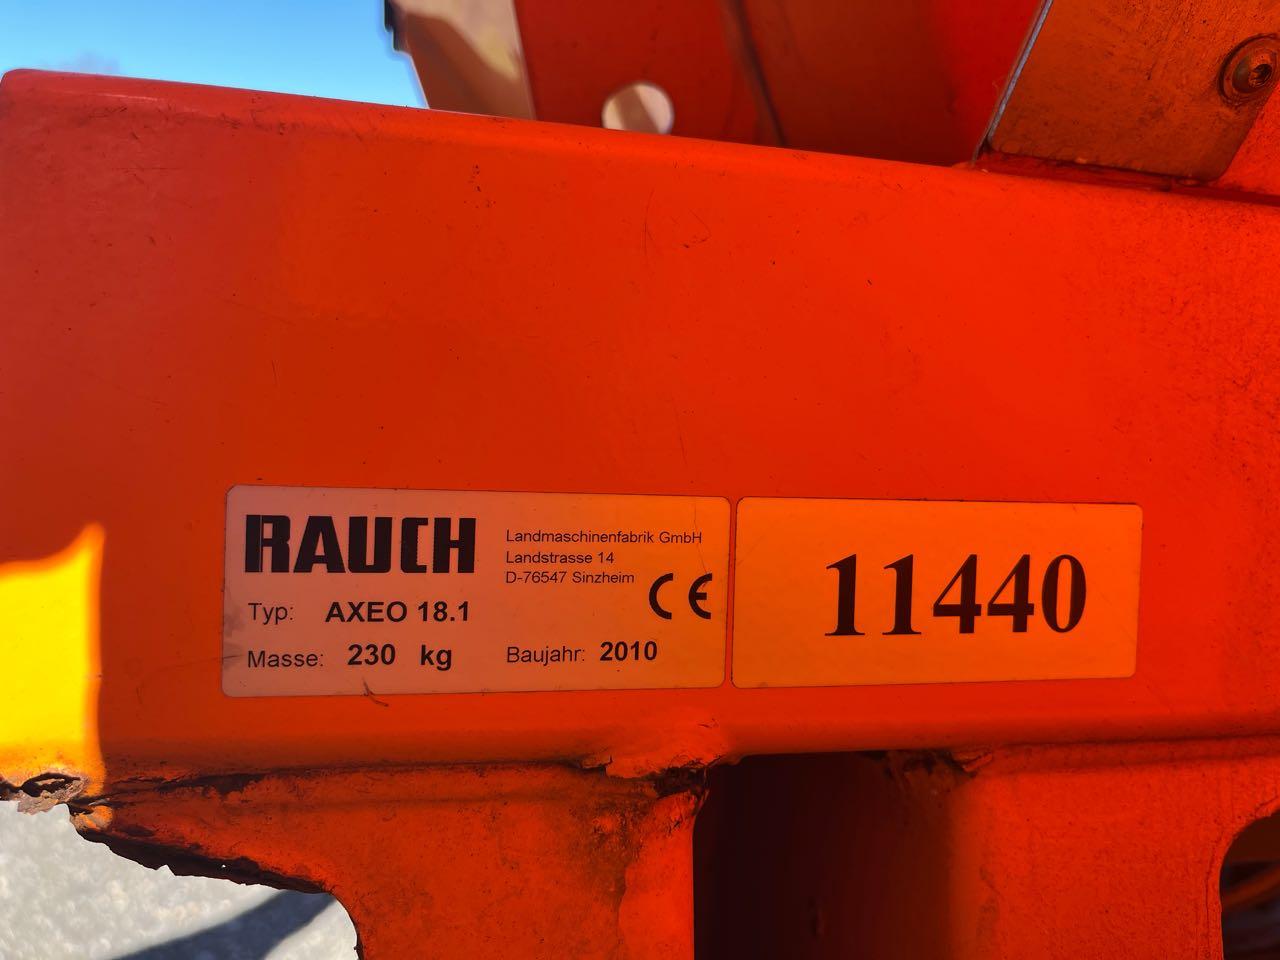 RAUCH
Landmaschinenfabrik GmbH
Landstrasse 14
D-76547 Sinzheim
CE
Typ: AXEO 18.1
Masse: 230 kg Baujahr: 2010
11440